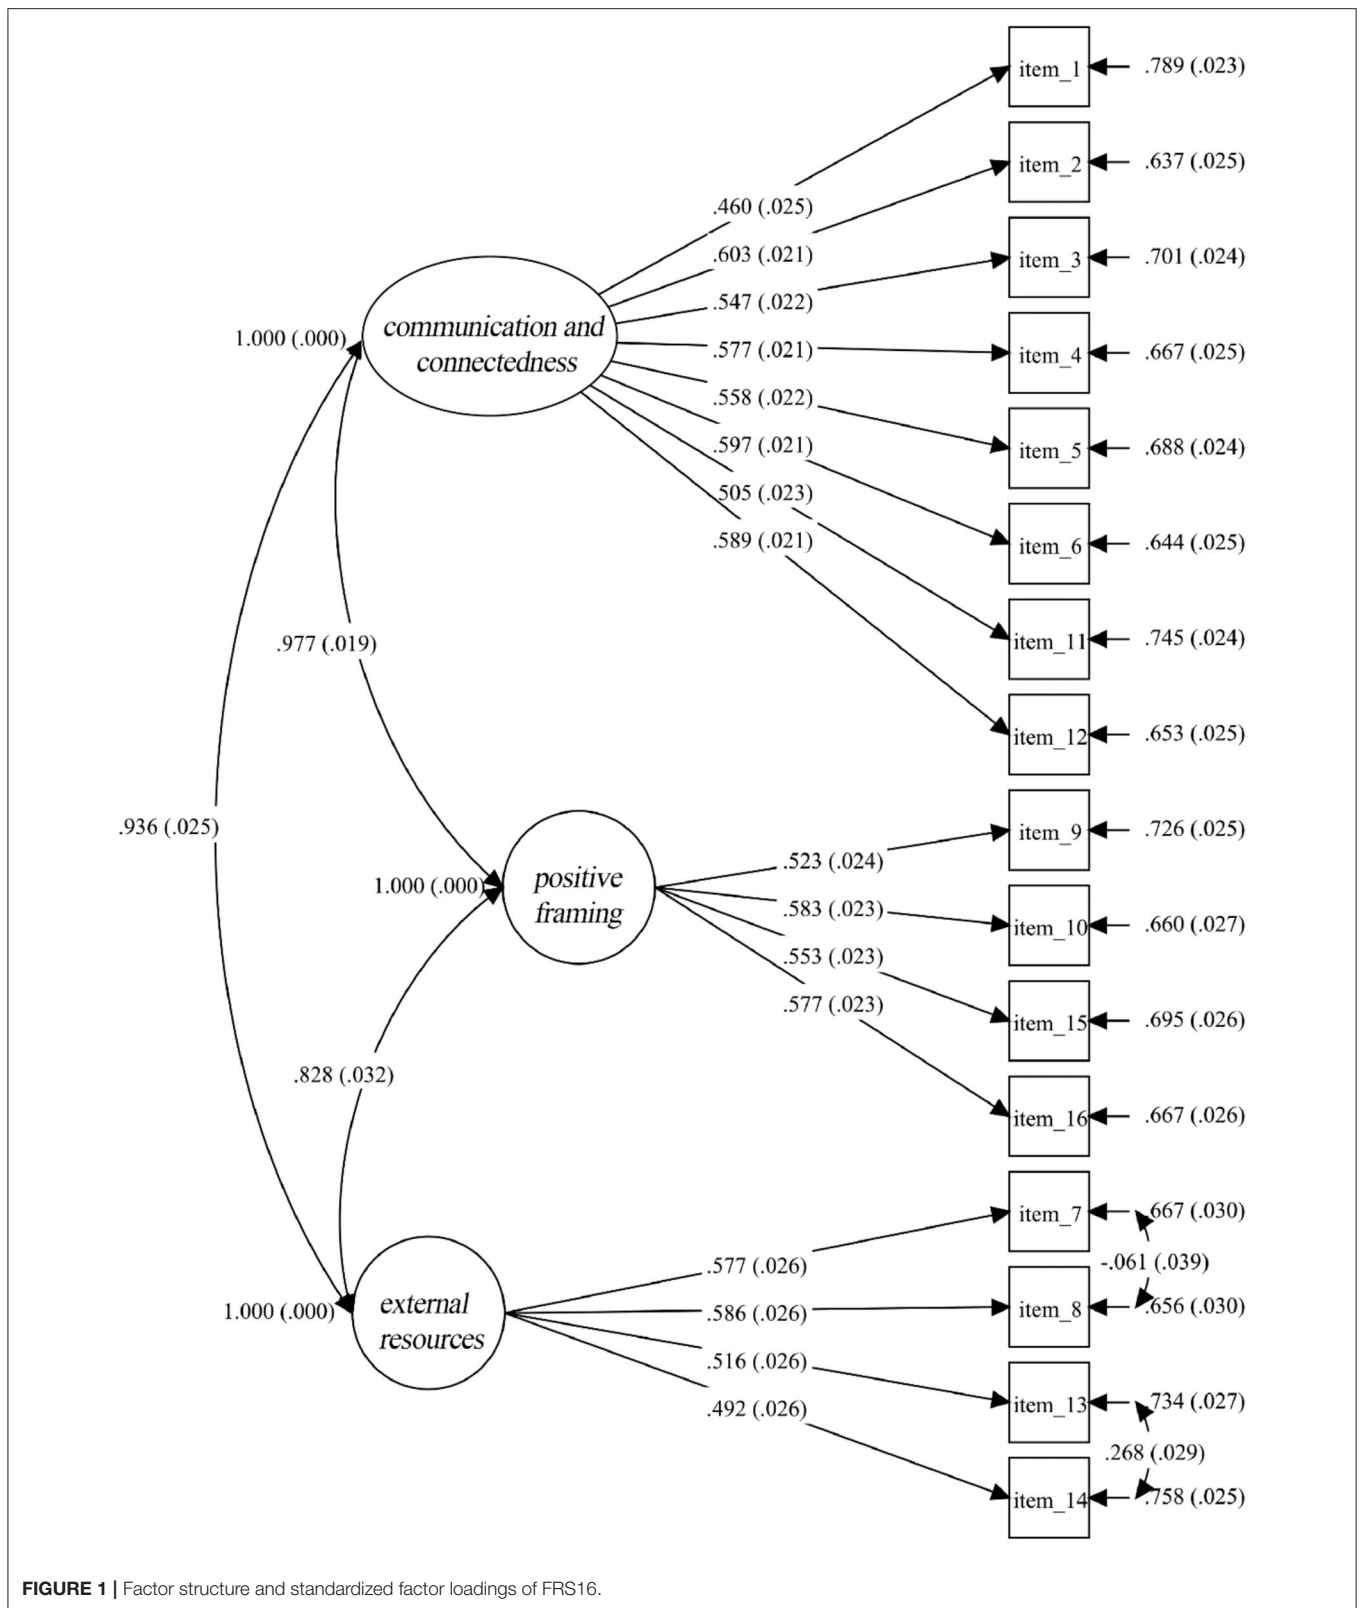 item_1
.789 (.023)
item_2
.637 (.025)
.460 (.025)
.603 (.021)
item_3
.701 (.024)
.547 (.022)
1.000 (.000)
communication and
connectedness
.577 (.021)
item_4
.667 (.025)
.558 (.022)
.597 (.021)
item_5
.688 (.024)
.505 (.023)
.589 (.021)
item_6
.644 (.025)
.977 (.019)
item_11
.745 (.024)
item_12
.653 (.025)
.936 (.025)
item_9
.726 (.025)
.523 (.024)
1.000 (.000)
positive
framing
.583 (.023)
item_10
.660 (.027)
.553 (.023)
.577 (.023)
item_15
.695 (.026)
.828 (.032)
item_16
.667 (.026)
item_7
.667 (.030)
-.061 (.039)
.577 (.026)
1.000 (.000)
external
resources
.586 (.026)
item_8
.656 (.030)
.516 (.026)
.492 (.026)
item_13
.734 (.027)
.268 (.029)
item_14
.758 (.025)
FIGURE 1 | Factor structure and standardized factor loadings of FRS16.